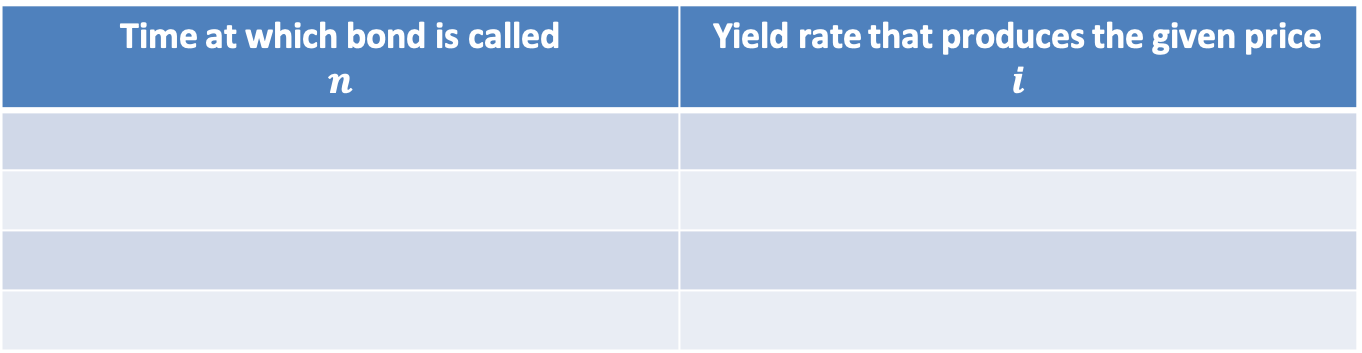 Time at which bond is called
n
Yield rate that produces the given price
i